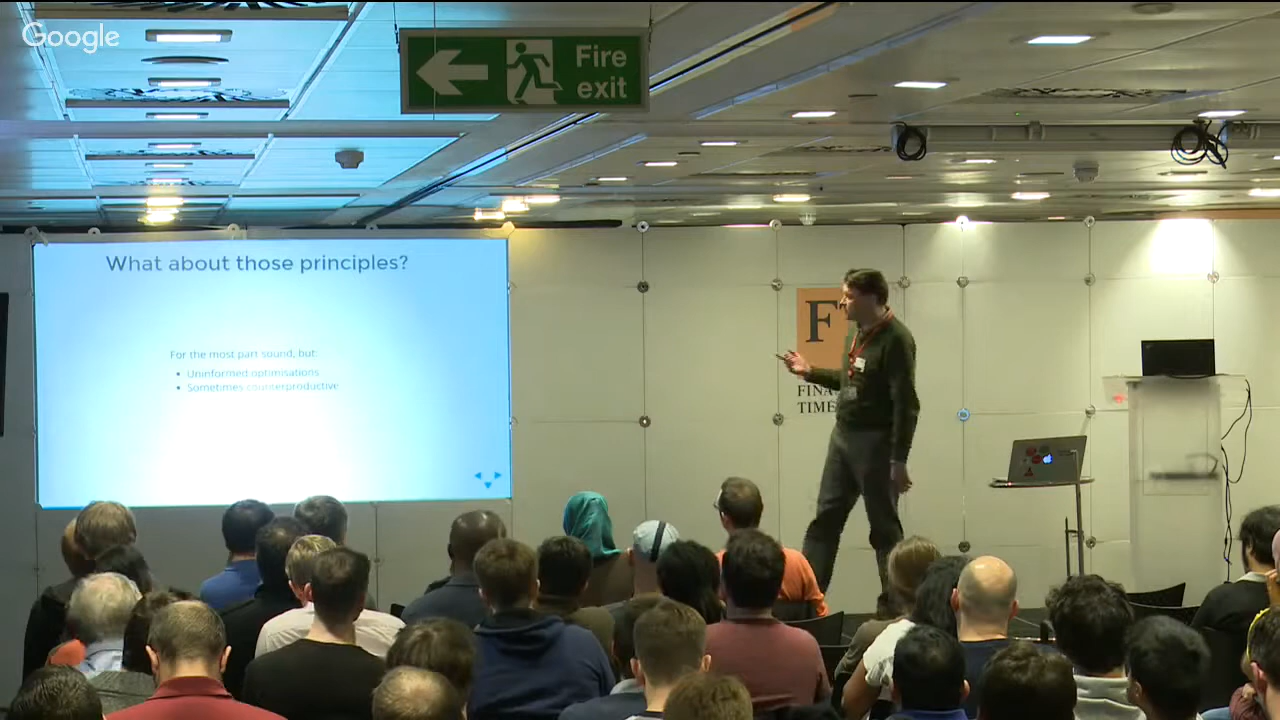 Google
Fire
exit
What about those principles?
For the most part sound, but:
Uninformed optimisations
Sometimes counterproductive
F
FINA
TIME